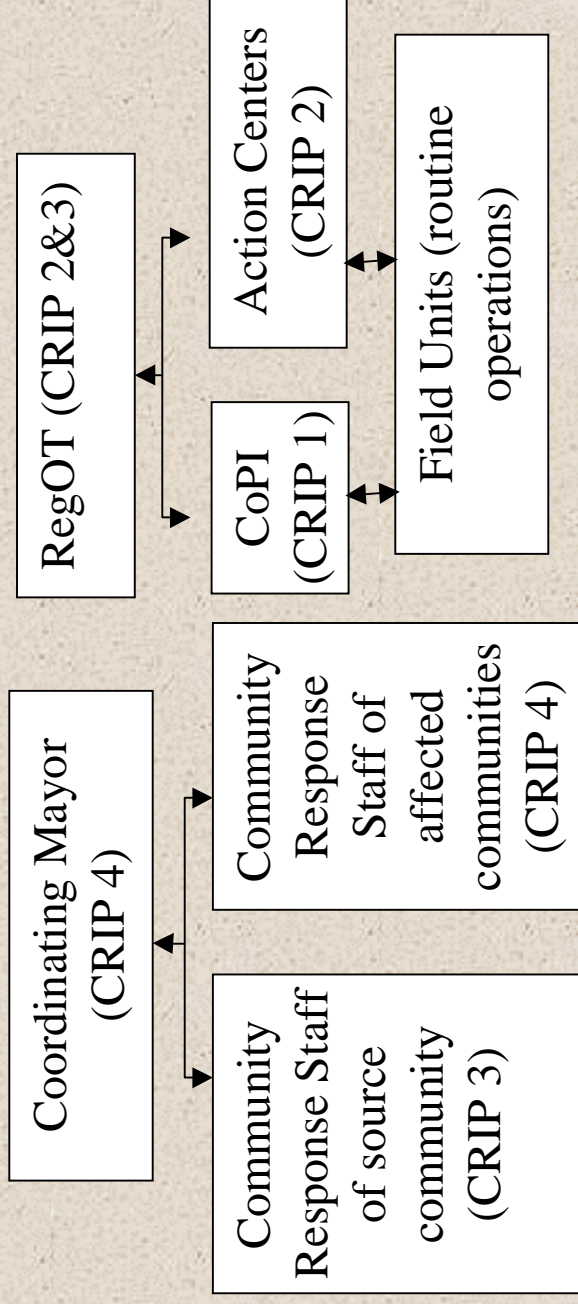 Coordinating Mayor
(CRIP 4)
Community
Response Staff
of source
community
(CRIP 3)
Community
Response
Staff of
affected
communities
(CRIP 4)
RegOT (CRIP 2&3)
CoPI
(CRIP 1)
Action Centers
(CRIP 2)
Field Units (routine
operations)